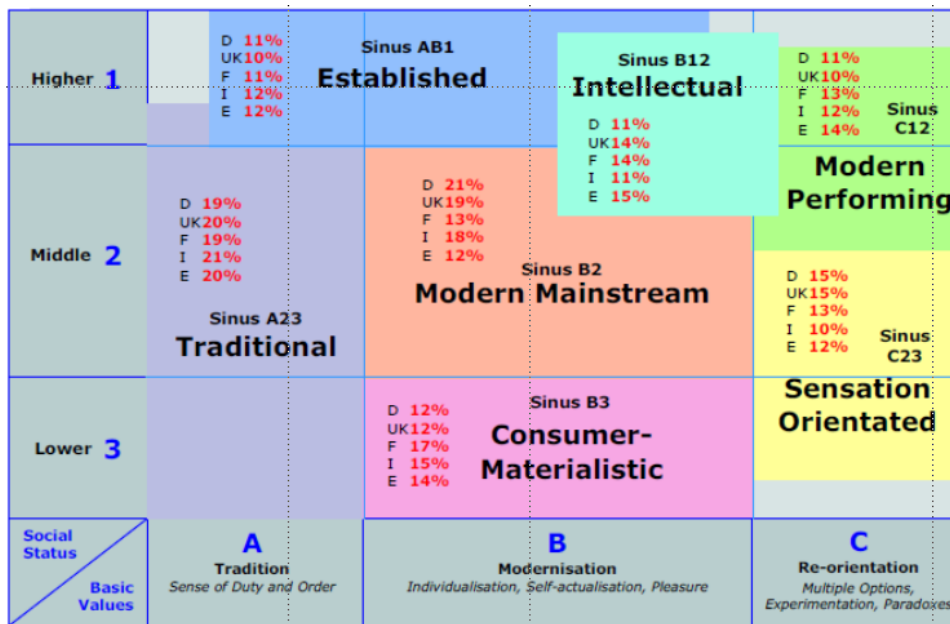 Higher 1
D 11%
UK 10%
F 11%
I 12%
E 12%
Sinus AB1
Established
Sinus B12
Intellectual
D 11%
UK 14%
F 14%
I 11%
E 15%
D 11%
UK 10%
F 13%
I 12%
E 14%
Sinus
C12
Modern
Performing
Middle 2
D 19%
UK 20%
F 19%
I 21%
E 20%
Sinus A23
Traditional
D 21%
UK 19%
F 13%
I 18%
E 12%
Sinus B2
Modern Mainstream
D 15%
UK 15%
F 13%
I 10%
E 12%
Sinus
C23
Sensation
Orientated
Lower 3
D 12%
UK 12%
F 17%
I 15%
E 14%
Sinus B3
Consumer-
Materialistic
Social
Status
Basic
Values
A
Tradition
Sense of Duty and Order
B
Modernisation
Individualisation, Self-actualisation, Pleasure
C
Re-orientation
Multiple Options,
Experimentation, Paradoxes